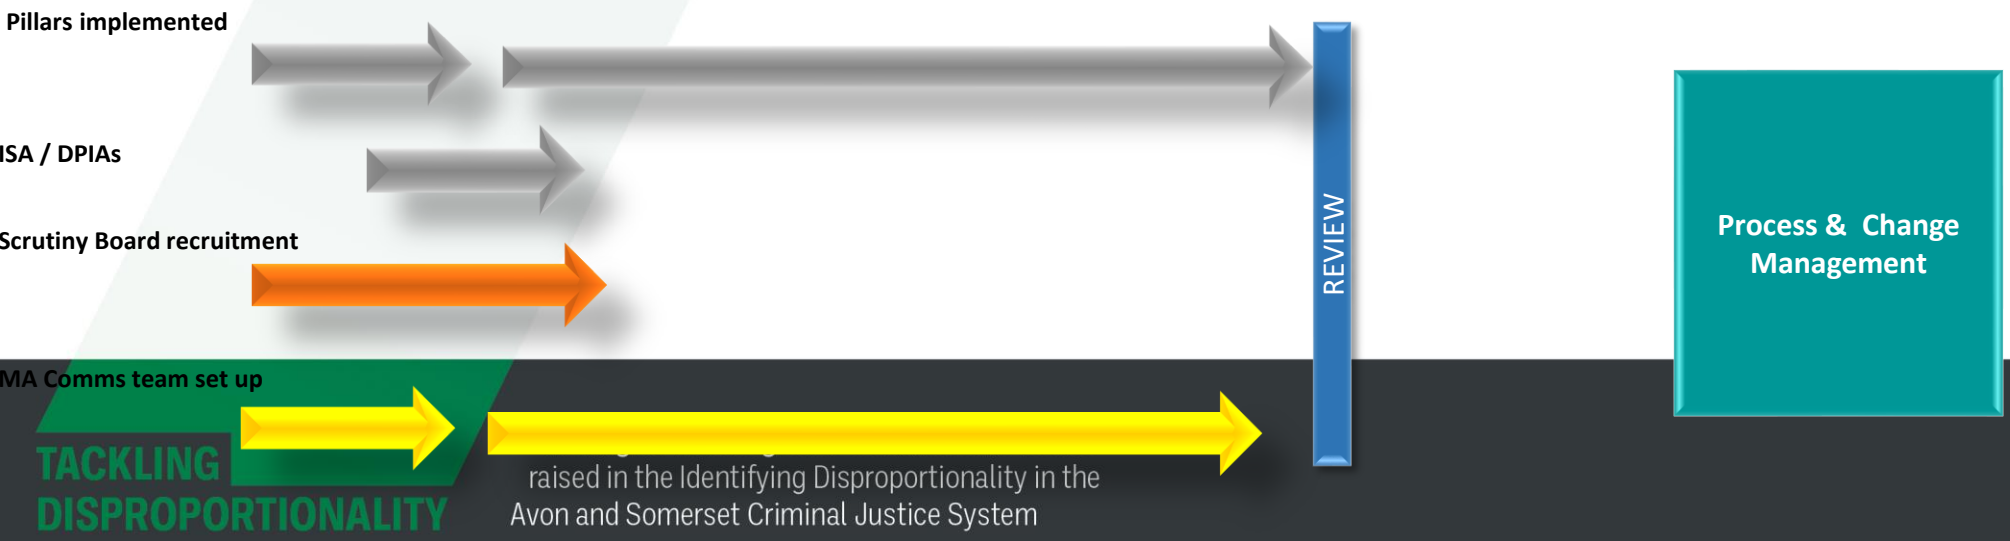 Pillars implemented
ISA / DPIAs
Scrutiny Board recruitment
REVIEW
Process & Change
Management
MA Comms team set up
TACKLING
DISPROPORTIONALITY
raised in the Identifying Disproportionality in the
Avon and Somerset Criminal Justice System